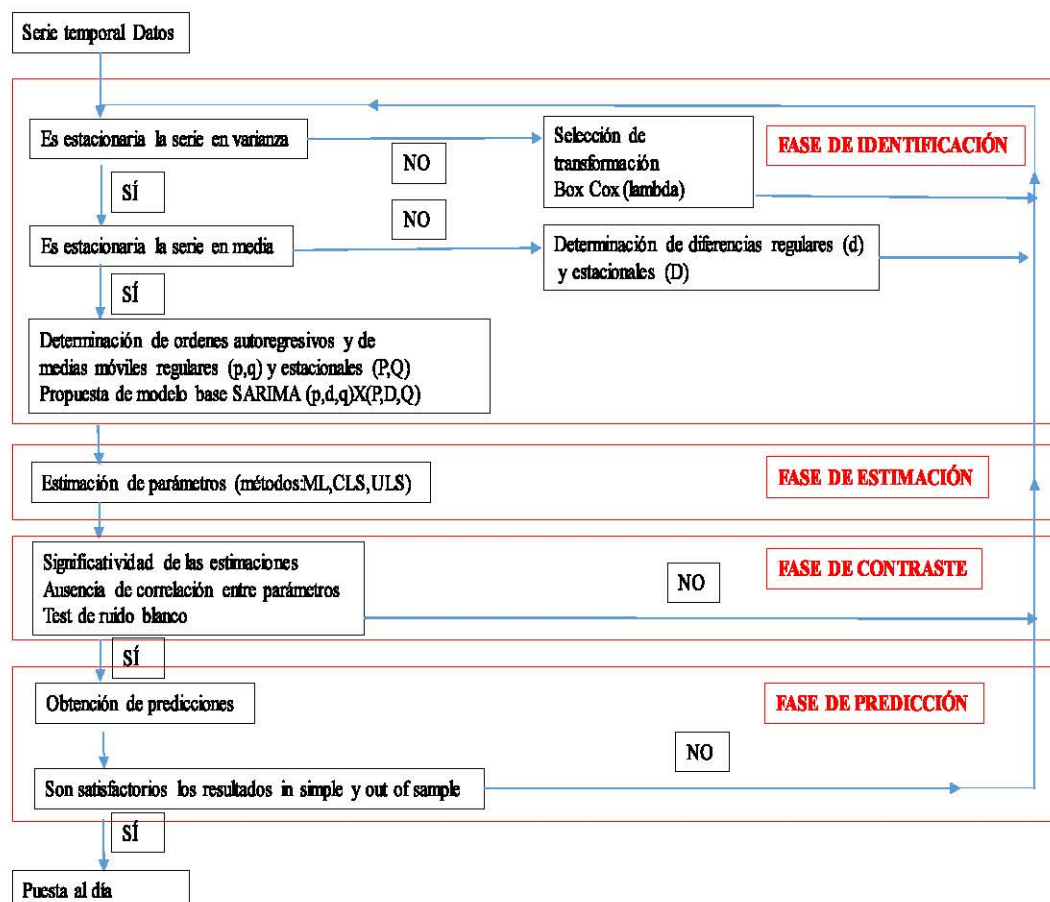 Serie temporal Datos
Es estacionaria la serie en varianza
NO
Selección de
transformación
Box Cox (lambda)
FASE DE IDENTIFICACIÓN
SÍ
NO
Es estacionaria la serie en media
Determinación de diferencias regulares (d)
y estacionales (D)
SÍ
Determinación de ordenes autoregresivos y de
medias móviles regulares (p,q) y estacionales (P,Q)
Propuesta de modelo base SARIMA (p,d,q)X(P,D,Q)
Estimación de parámetros (métodos:ML,CLS,ULS)
FASE DE ESTIMACIÓN
Significatividad de las estimaciones
Ausencia de correlación entre parámetros
Test de ruido blanco
NO
FASE DE CONTRASTE
SÍ
Obtención de predicciones
FASE DE PREDICCIÓN
NO
Son satisfactorios los resultados in simple y out of sample
SÍ
Puesta al día